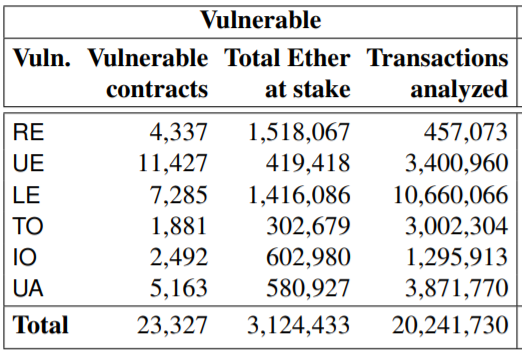 Vulnerable
Vuln. Vulnerable Total Ether Transactions
contracts at stake analyzed
RE 4,337 1,518,067 457,073
UE 11,427 419,418 3,400,960
LE 7,285 1,416,086 10,660,066
TO 1,881 302,679 3,002,304
IO 2,492 602,980 1,295,913
UA 5,163 580,927 3,871,770
Total 23,327 3,124,433 20,241,730